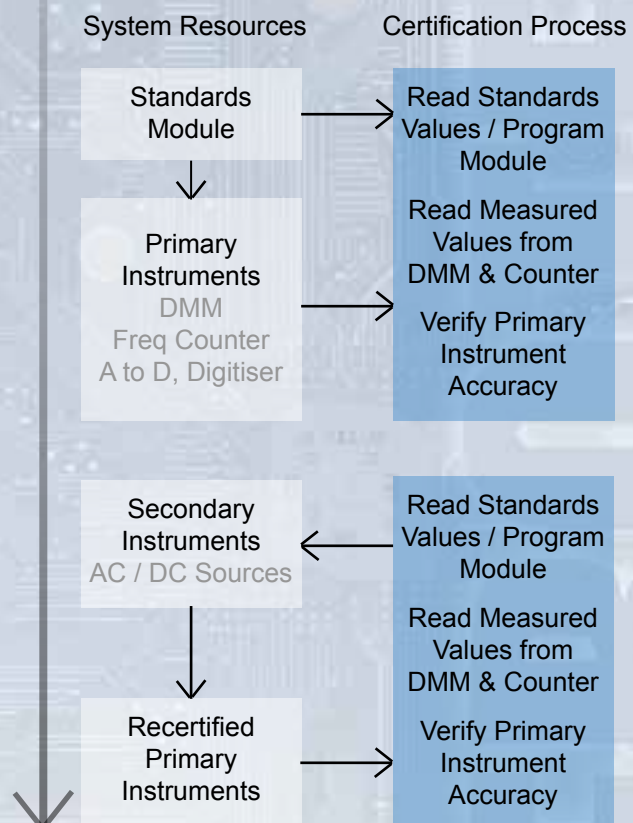 System Resources
Certification Process
Standards
Module
Read Standards
Values / Program
Module
Primary
Instruments
DMM
Freq Counter
A to D, Digitiser
Read Measured
Values from
DMM & Counter
Verify Primary
Instrument
Accuracy
Secondary
Instruments
AC / DC Sources
Read Standards
Values / Program
Module
Read Measured
Values from
DMM & Counter
Recertified
Primary
Instruments
Verify Primary
Instrument
Accuracy